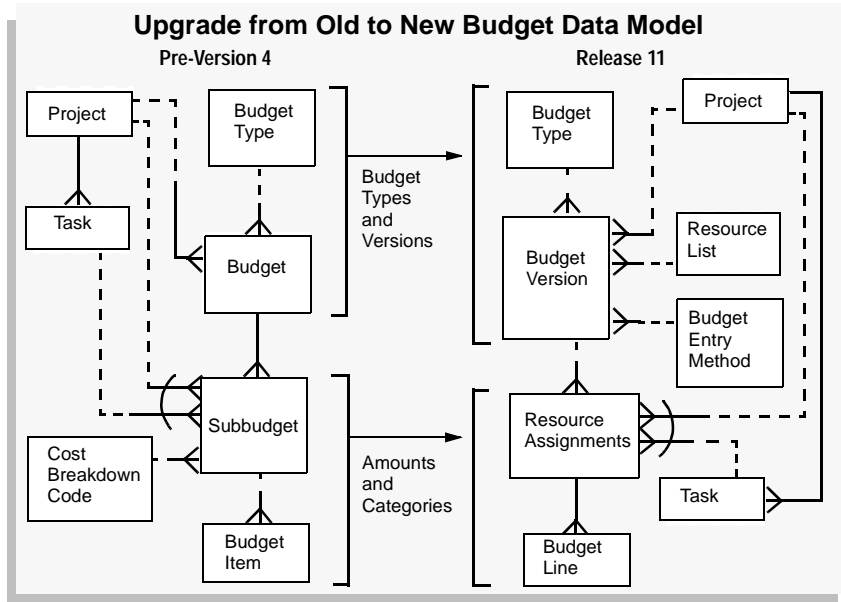 Upgrade from Old to New Budget Data Model
Pre-Version 4
Release 11
Project
Budget
Type
Task
Budget
Subbudget
Cost
Breakdown
Code
Budget
Item
Budget
Types
and
Versions
Amounts
and
Categories
Budget
Type
Project
Budget
Version
Resource
List
Budget
Entry
Method
Resource
Assignments
Task
Budget
Line